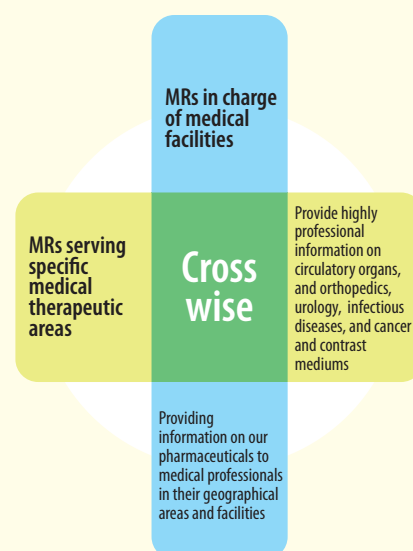 MRs in charge
of medical
facilities
MRs serving
specific
medical
therapeutic
areas
Cross
wise
Provide highly
professional
information on
circulatory organs,
and orthopedics,
urology, infectious
diseases, and cancer
and contrast
mediums
Providing
information on our
pharmaceuticals to
medical professionals
in their geographical
areas and facilities